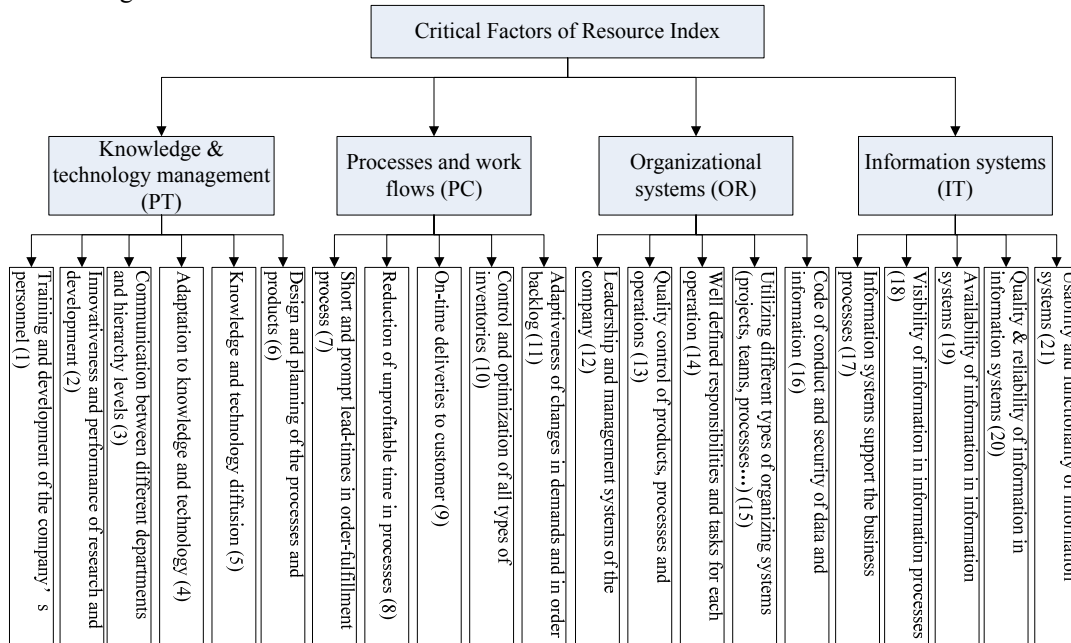 Critical Factors of Resource Index
Knowledge &
technology management
(PT)
Processes and work
flows (PC)
Organizational
systems (OR)
Information systems
(IT)
Training and development of the company’s
personnel (1)
Innovativeness and performance of research and
development (2)
Communication between different departments
and hierarchy levels (3)
Adaptation to knowledge and technology (4)
Knowledge and technology diffusion (5)
Design and planning of the processes and
products (6)
Short and prompt lead-times in order-fulfillment
process (7)
Reduction of unprofitable time in processes (8)
On-time deliveries to customer (9)
Control and optimization of all types of
inventories (10)
Adaptiveness of changes in demands and in order
backlog (11)
Leadership and management systems of the
company (12)
Quality control of products, processes and
operations (13)
Well defined responsibilities and tasks for each
operation (14)
Utilizing different types of organizing systems
(projects, teams, processes…) (15)
Code of conduct and security of data and
information (16)
Information systems support the business
processes (17)
Visibility of information in information processes
(18)
Availability of information in information
systems (19)
Quality & reliability of information in
information systems (20)
Usability and functionality of information
systems (21)